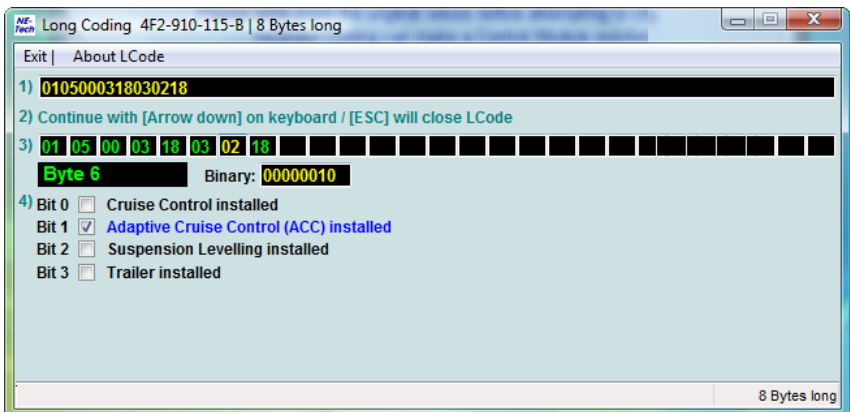 NE-Tech Long Coding 4F2-910-115-B | 8 Bytes long
Exit | About LCode
1) 0105000318030218
2) Continue with [Arrow down] on keyboard / [ESC] will close LCode
3) 01 05 00 03 18 03 02 18
Byte 6 Binary: 00000010
4) Bit 0 Cruise Control installed
Bit 1 Adaptive Cruise Control (ACC) installed
Bit 2 Suspension Levelling installed
Bit 3 Trailer installed
8 Bytes long